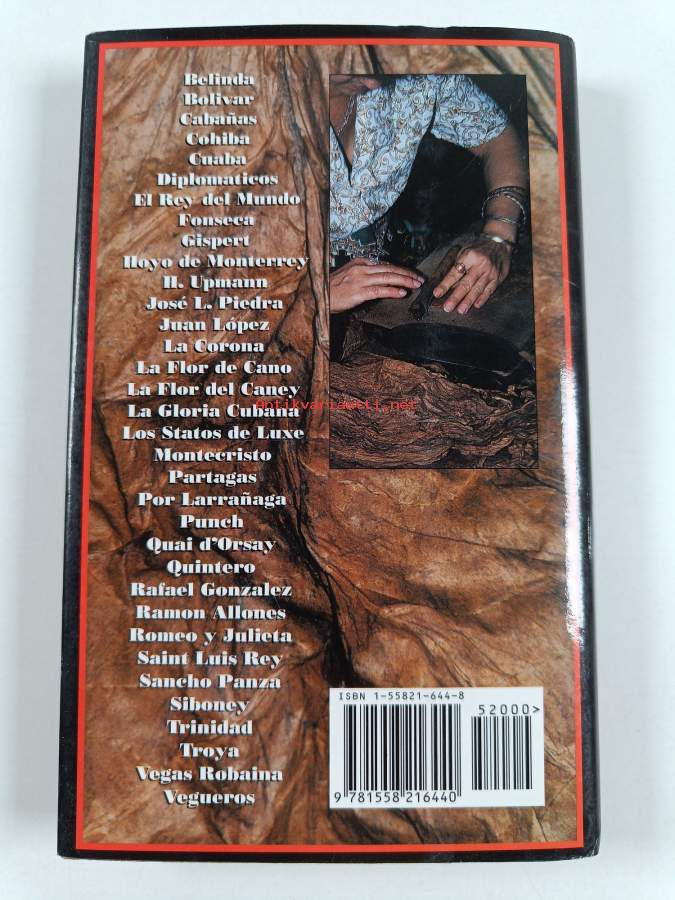 Belinda
Bolivar
Cabañas
Cohiba
Cuaba
Diplomaticos
El Rey del Mundo
Fonseca
Gispert
Hoyo de Monterrey
H. Upmann
José L. Piedra
Juan López
La Corona
La Flor de Cano
La Flor del Caney
La Gloria Cubana
Antikvariaatti.net
Los Statos de Luxe
Montecristo
Partagas
Por Larrañaga
Punch
Quai d'Orsay
Quintero
Rafael Gonzalez
Ramon Allones
Romeo y Julieta
Saint Luis Rey
Sancho Panza
Siboney
Trinidad
Troya
Vegas Robaina
Vegueros
ISBN 1-55821-644-8
52000>
9 781558 216440